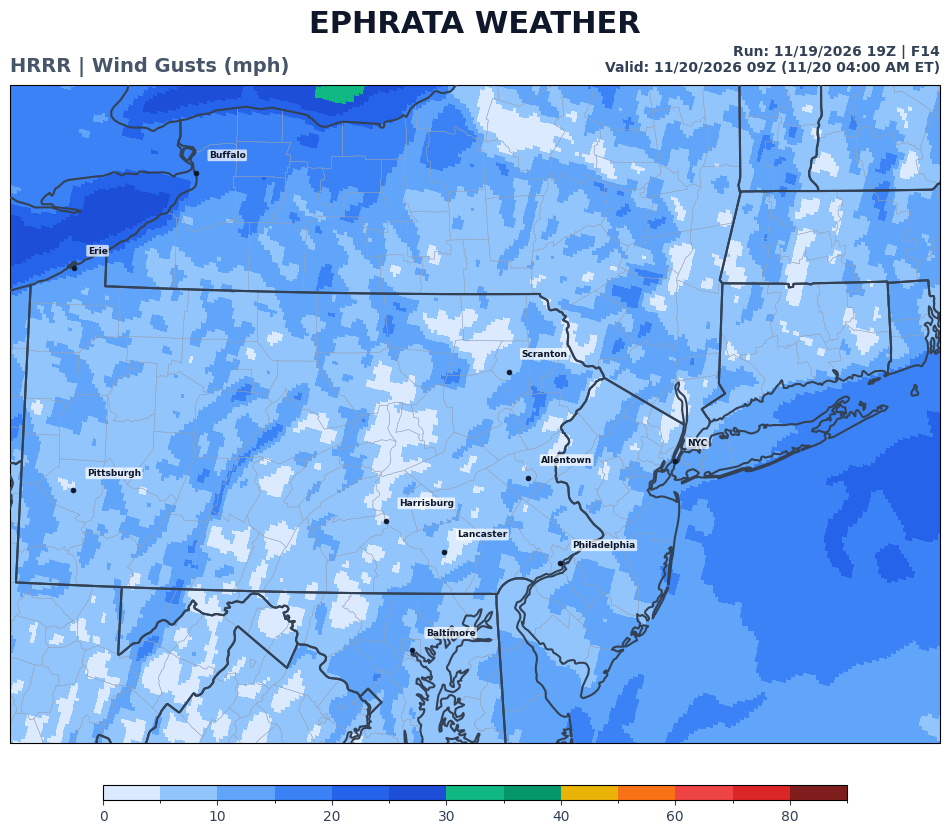 EPHRATA WEATHER
HRRR | Wind Gusts (mph)
Run: 11/19/2026 19Z | F14
Valid: 11/20/2026 09Z (11/20 04:00 AM ET)
Buffalo
Erie
Scranton
NYC
Allentown
Pittsburgh
Harrisburg
Lancaster
Philadelphia
Baltimore
0 10 20 30 40 60 80